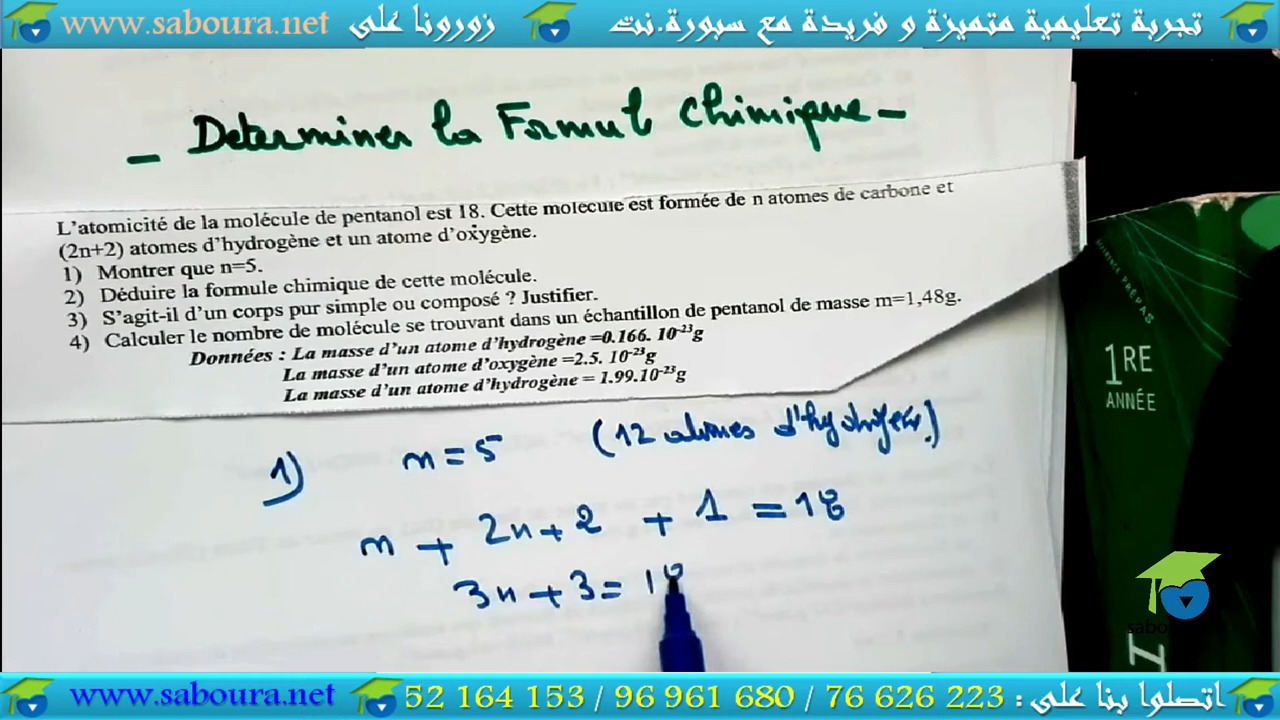 www.saboura.net زورونا على تجربة تعليمية متميزة و فريدة مع سبورة.نت
- Determiner la Formul chimique -
L'atomicité de la molécule de pentanol est 18. Cette molécule est formée de n atomes de carbone et
(2n+2) atomes d'hydrogène et un atome d'oxygène.
1) Montrer que n=5.
2) Déduire la formule chimique de cette molécule.
3) S'agit-il d'un corps pur simple ou composé ? Justifier.
4) Calculer le nombre de molécule se trouvant dans un échantillon de pentanol de masse m=1,48g.
Données : La masse d'un atome d'hydrogène =0.166. 10⁻²³g
La masse d'un atome d'oxygène =2.5. 10⁻²³g
La masse d'un atome d'hydrogène = 1.99.10⁻²³g
1) n = 5 (12 atomes d'hydrogen.)
n + 2n + 2 + 1 = 18
3n + 3 = 18
1RE
ANNÉE
www.saboura.net 52 164 153 / 96 961 680 / 76 626 223 : اتصلوا بنا على